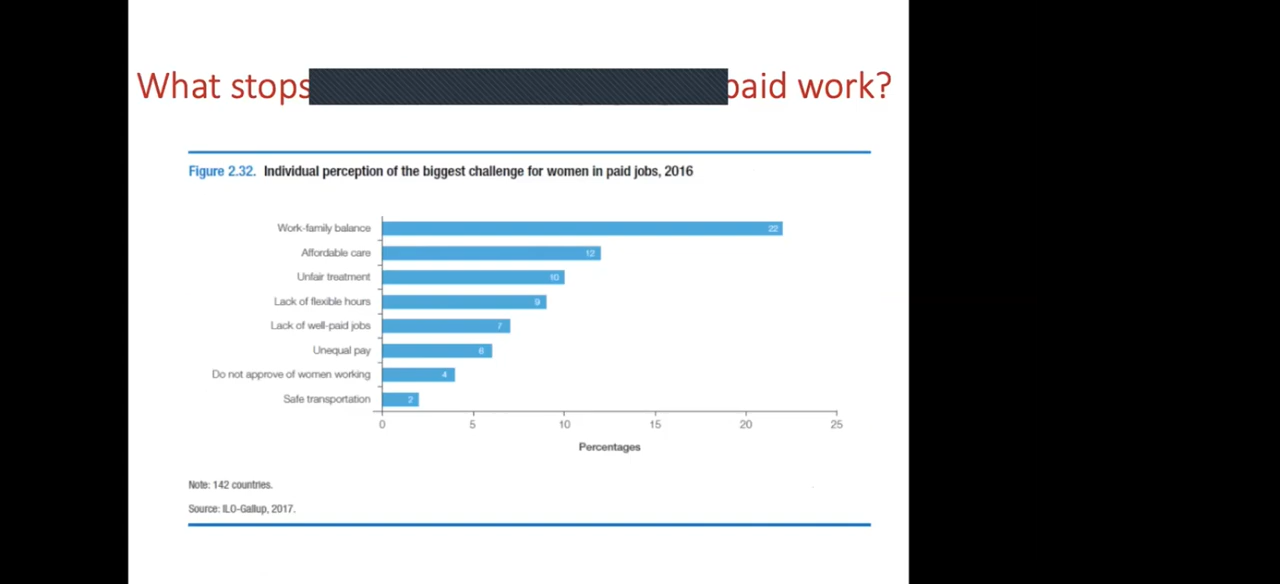 What stops paid work?
Figure 2.32. Individual perception of the biggest challenge for women in paid jobs, 2016
Work-family balance 22
Affordable care 12
Unfair treatment 10
Lack of flexible hours 9
Lack of well-paid jobs 7
Unequal pay 6
Do not approve of women working 4
Safe transportation 2
0 5 10 15 20 25
Percentages
Note: 142 countries.
Source: ILO-Gallup, 2017.